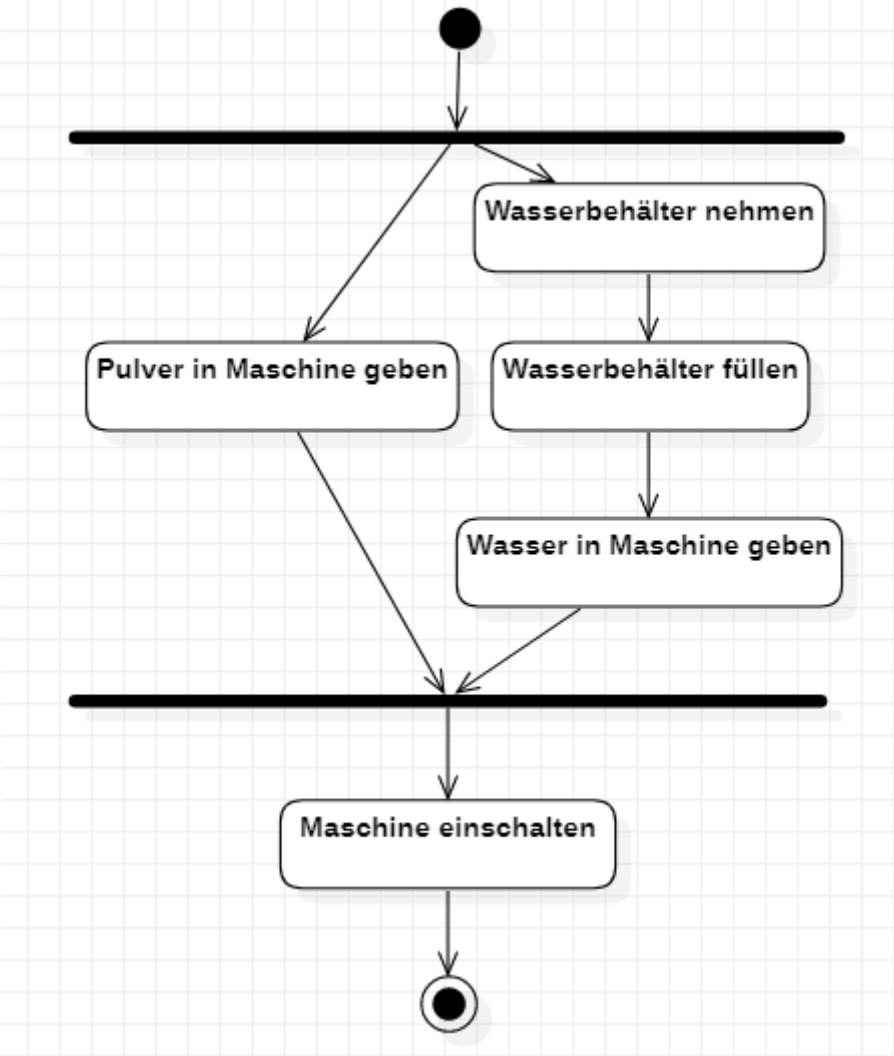 Wasserbehälter nehmen
Pulver in Maschine geben
Wasserbehälter füllen
Wasser in Maschine geben
Maschine einschalten